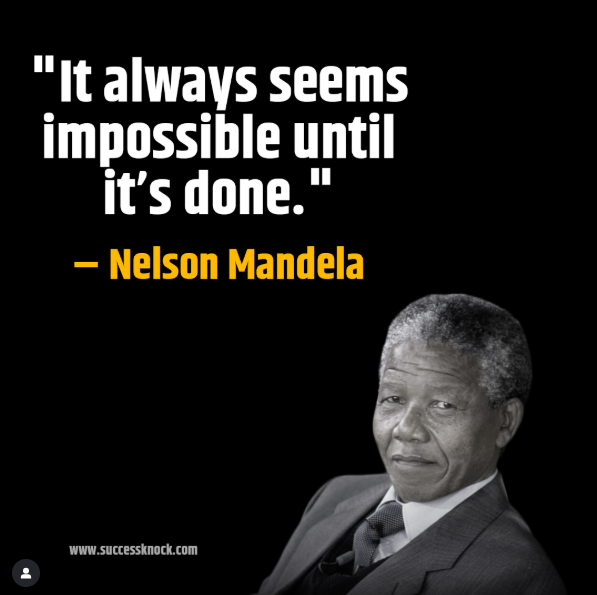 "It always seems
impossible until
it’s done."
– Nelson Mandela
www.successknock.com